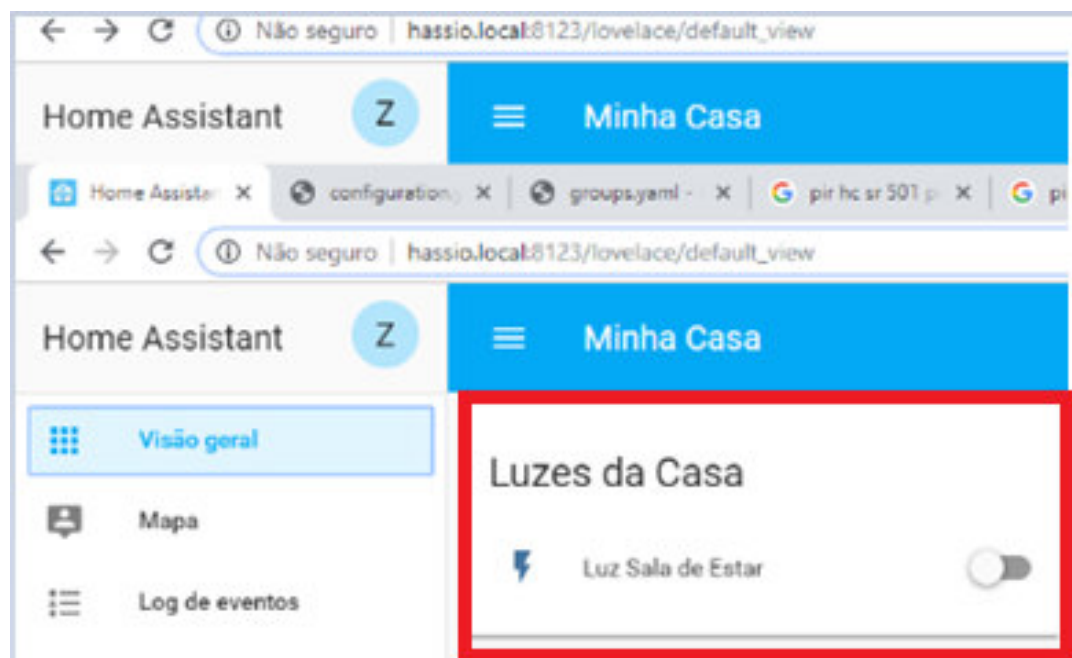 Não seguro | hassio.local:8123/lovelace/default_view
Home Assistant Z Minha Casa
Home Assistan configuration. groups.yaml - pir hc sr 501 p pi
Não seguro | hassio.local:8123/lovelace/default_view
Home Assistant Z Minha Casa
Visão geral
Luzes da Casa
Mapa
Luz Sala de Estar
Log de eventos